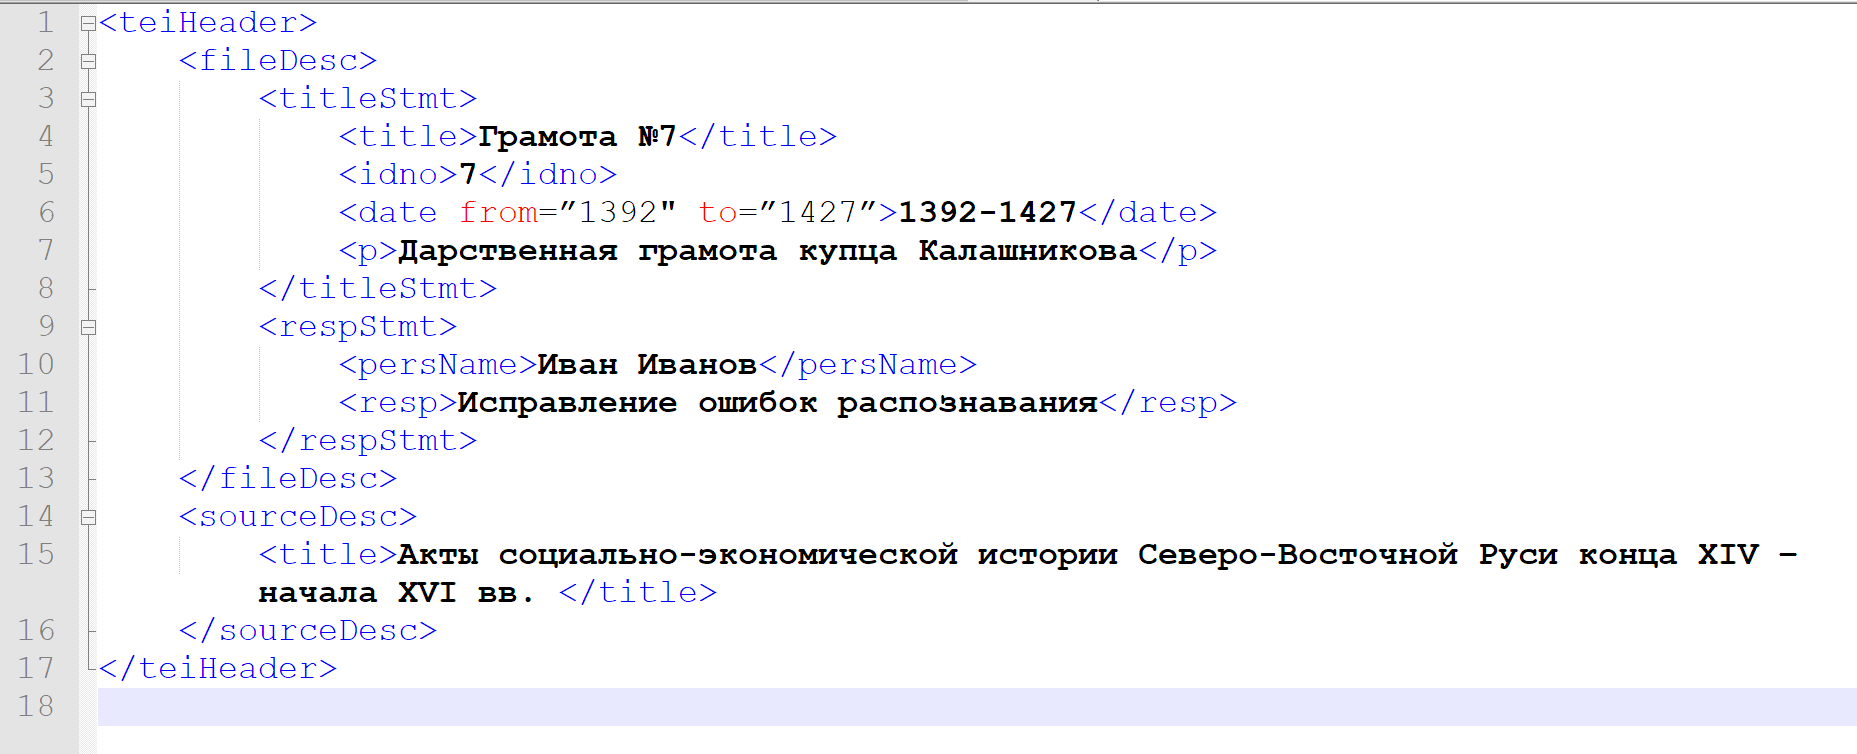 1 <teiHeader>
2 <fileDesc>
3 <titleStmt>
4 <title>Грамота №7</title>
5 <idno>7</idno>
6 <date from=”1392" to=”1427”>1392-1427</date>
7 <p>Дарственная грамота купца Калашникова</p>
8 </titleStmt>
9 <respStmt>
10 <persName>Иван Иванов</persName>
11 <resp>Исправление ошибок распознавания</resp>
12 </respStmt>
13 </fileDesc>
14 <sourceDesc>
15 <title>Акты социально-экономической истории Северо-Восточной Руси конца XIV –
начала XVI вв. </title>
16 </sourceDesc>
17 </teiHeader>
18